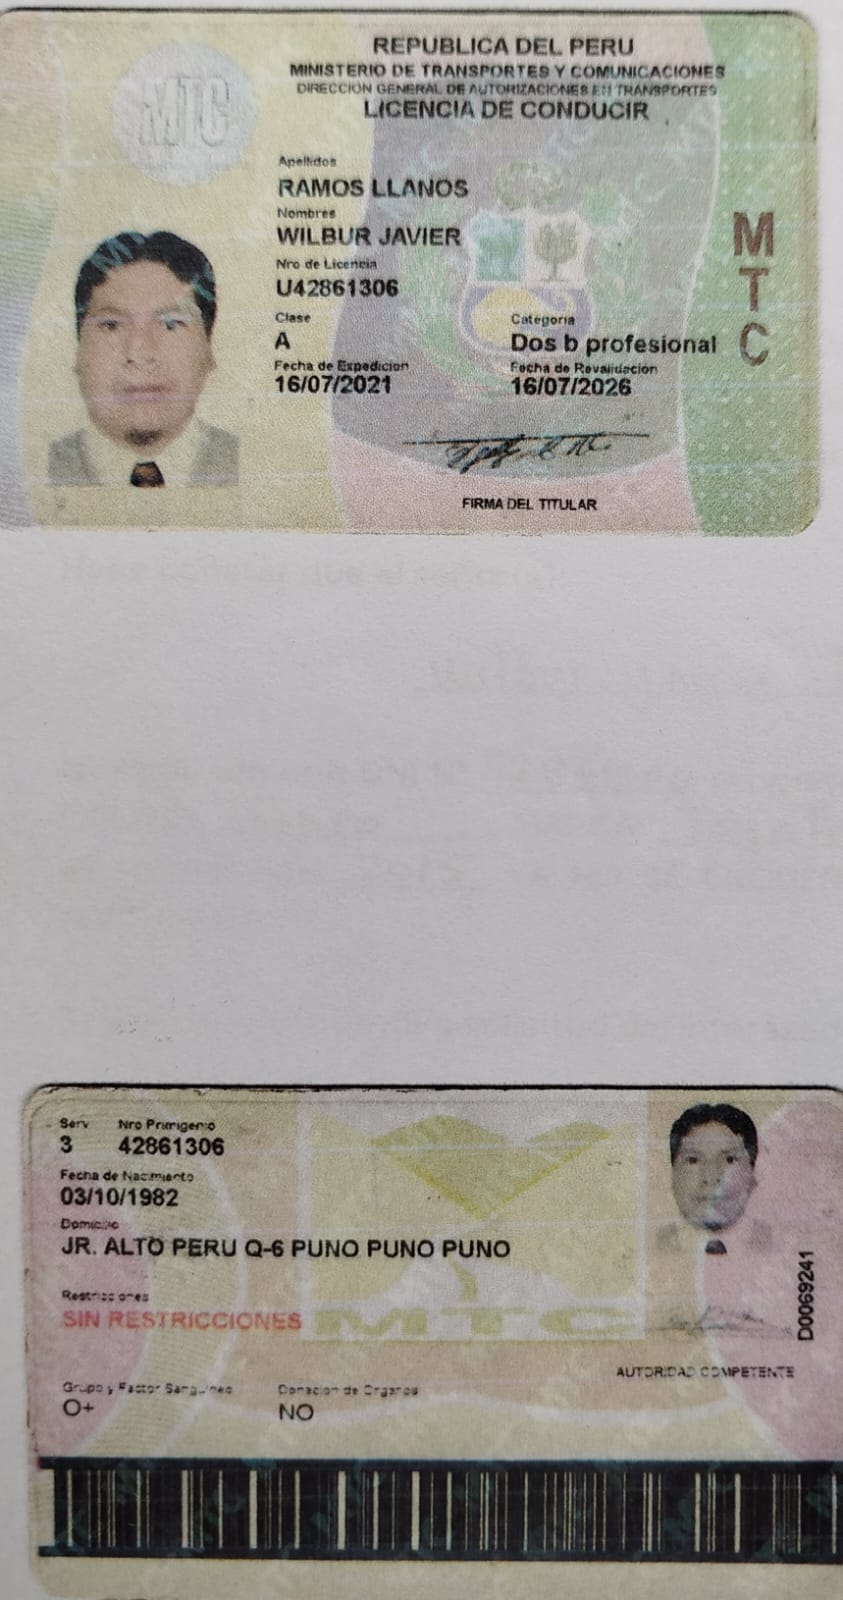 REPUBLICA DEL PERU
MINISTERIO DE TRANSPORTES Y COMUNICACIONES
DIRECCION GENERAL DE AUTORIZACIONES EN TRANSPORTES
LICENCIA DE CONDUCIR
MTC
Apellidos
RAMOS LLANOS
Nombres
WILBUR JAVIER
Nro de Licencia
U42861306
Clase
A
Categoria
Dos b profesional
Fecha de Expedicion
16/07/2021
Fecha de Revalidación
16/07/2026
MTC
FIRMA DEL TITULAR
Serv Nro Primigenio
3 42861306
Fecha de Nacimiento
03/10/1982
Domicilio
JR. ALTO PERU Q-6 PUNO PUNO PUNO
Restricciones
SIN RESTRICCIONES
MTC
D0069241
AUTORIDAD COMPETENTE
Grupo y Factor Sanguineo Donacion de Organos
O+ NO